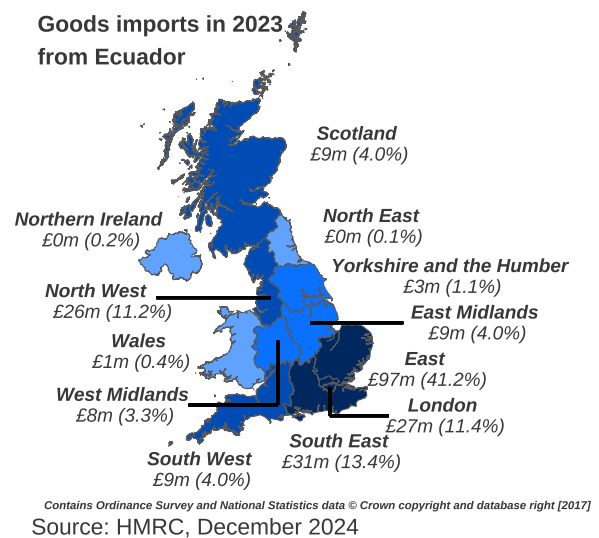 Goods imports in 2023
from Ecuador
Scotland
£9m (4.0%)
Northern Ireland
£0m (0.2%)
North East
£0m (0.1%)
Yorkshire and the Humber
£3m (1.1%)
North West
£26m (11.2%)
East Midlands
£9m (4.0%)
Wales
£1m (0.4%)
East
£97m (41.2%)
West Midlands
£8m (3.3%)
London
£27m (11.4%)
South East
£31m (13.4%)
South West
£9m (4.0%)
Contains Ordinance Survey and National Statistics data © Crown copyright and database right [2017]
Source: HMRC, December 2024